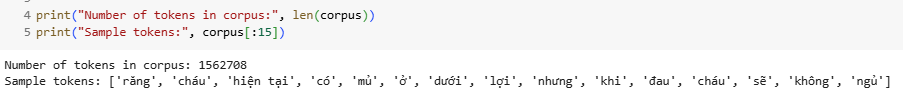 4 print("Number of tokens in corpus:", len(corpus))
5 print("Sample tokens:", corpus[:15])
Number of tokens in corpus: 1562708
Sample tokens: ['răng', 'cháu', 'hiện tại', 'có', 'mủ', 'ở', 'dưới', 'lợi', 'nhưng', 'khi', 'đau', 'cháu', 'sẽ', 'không', 'ngủ']